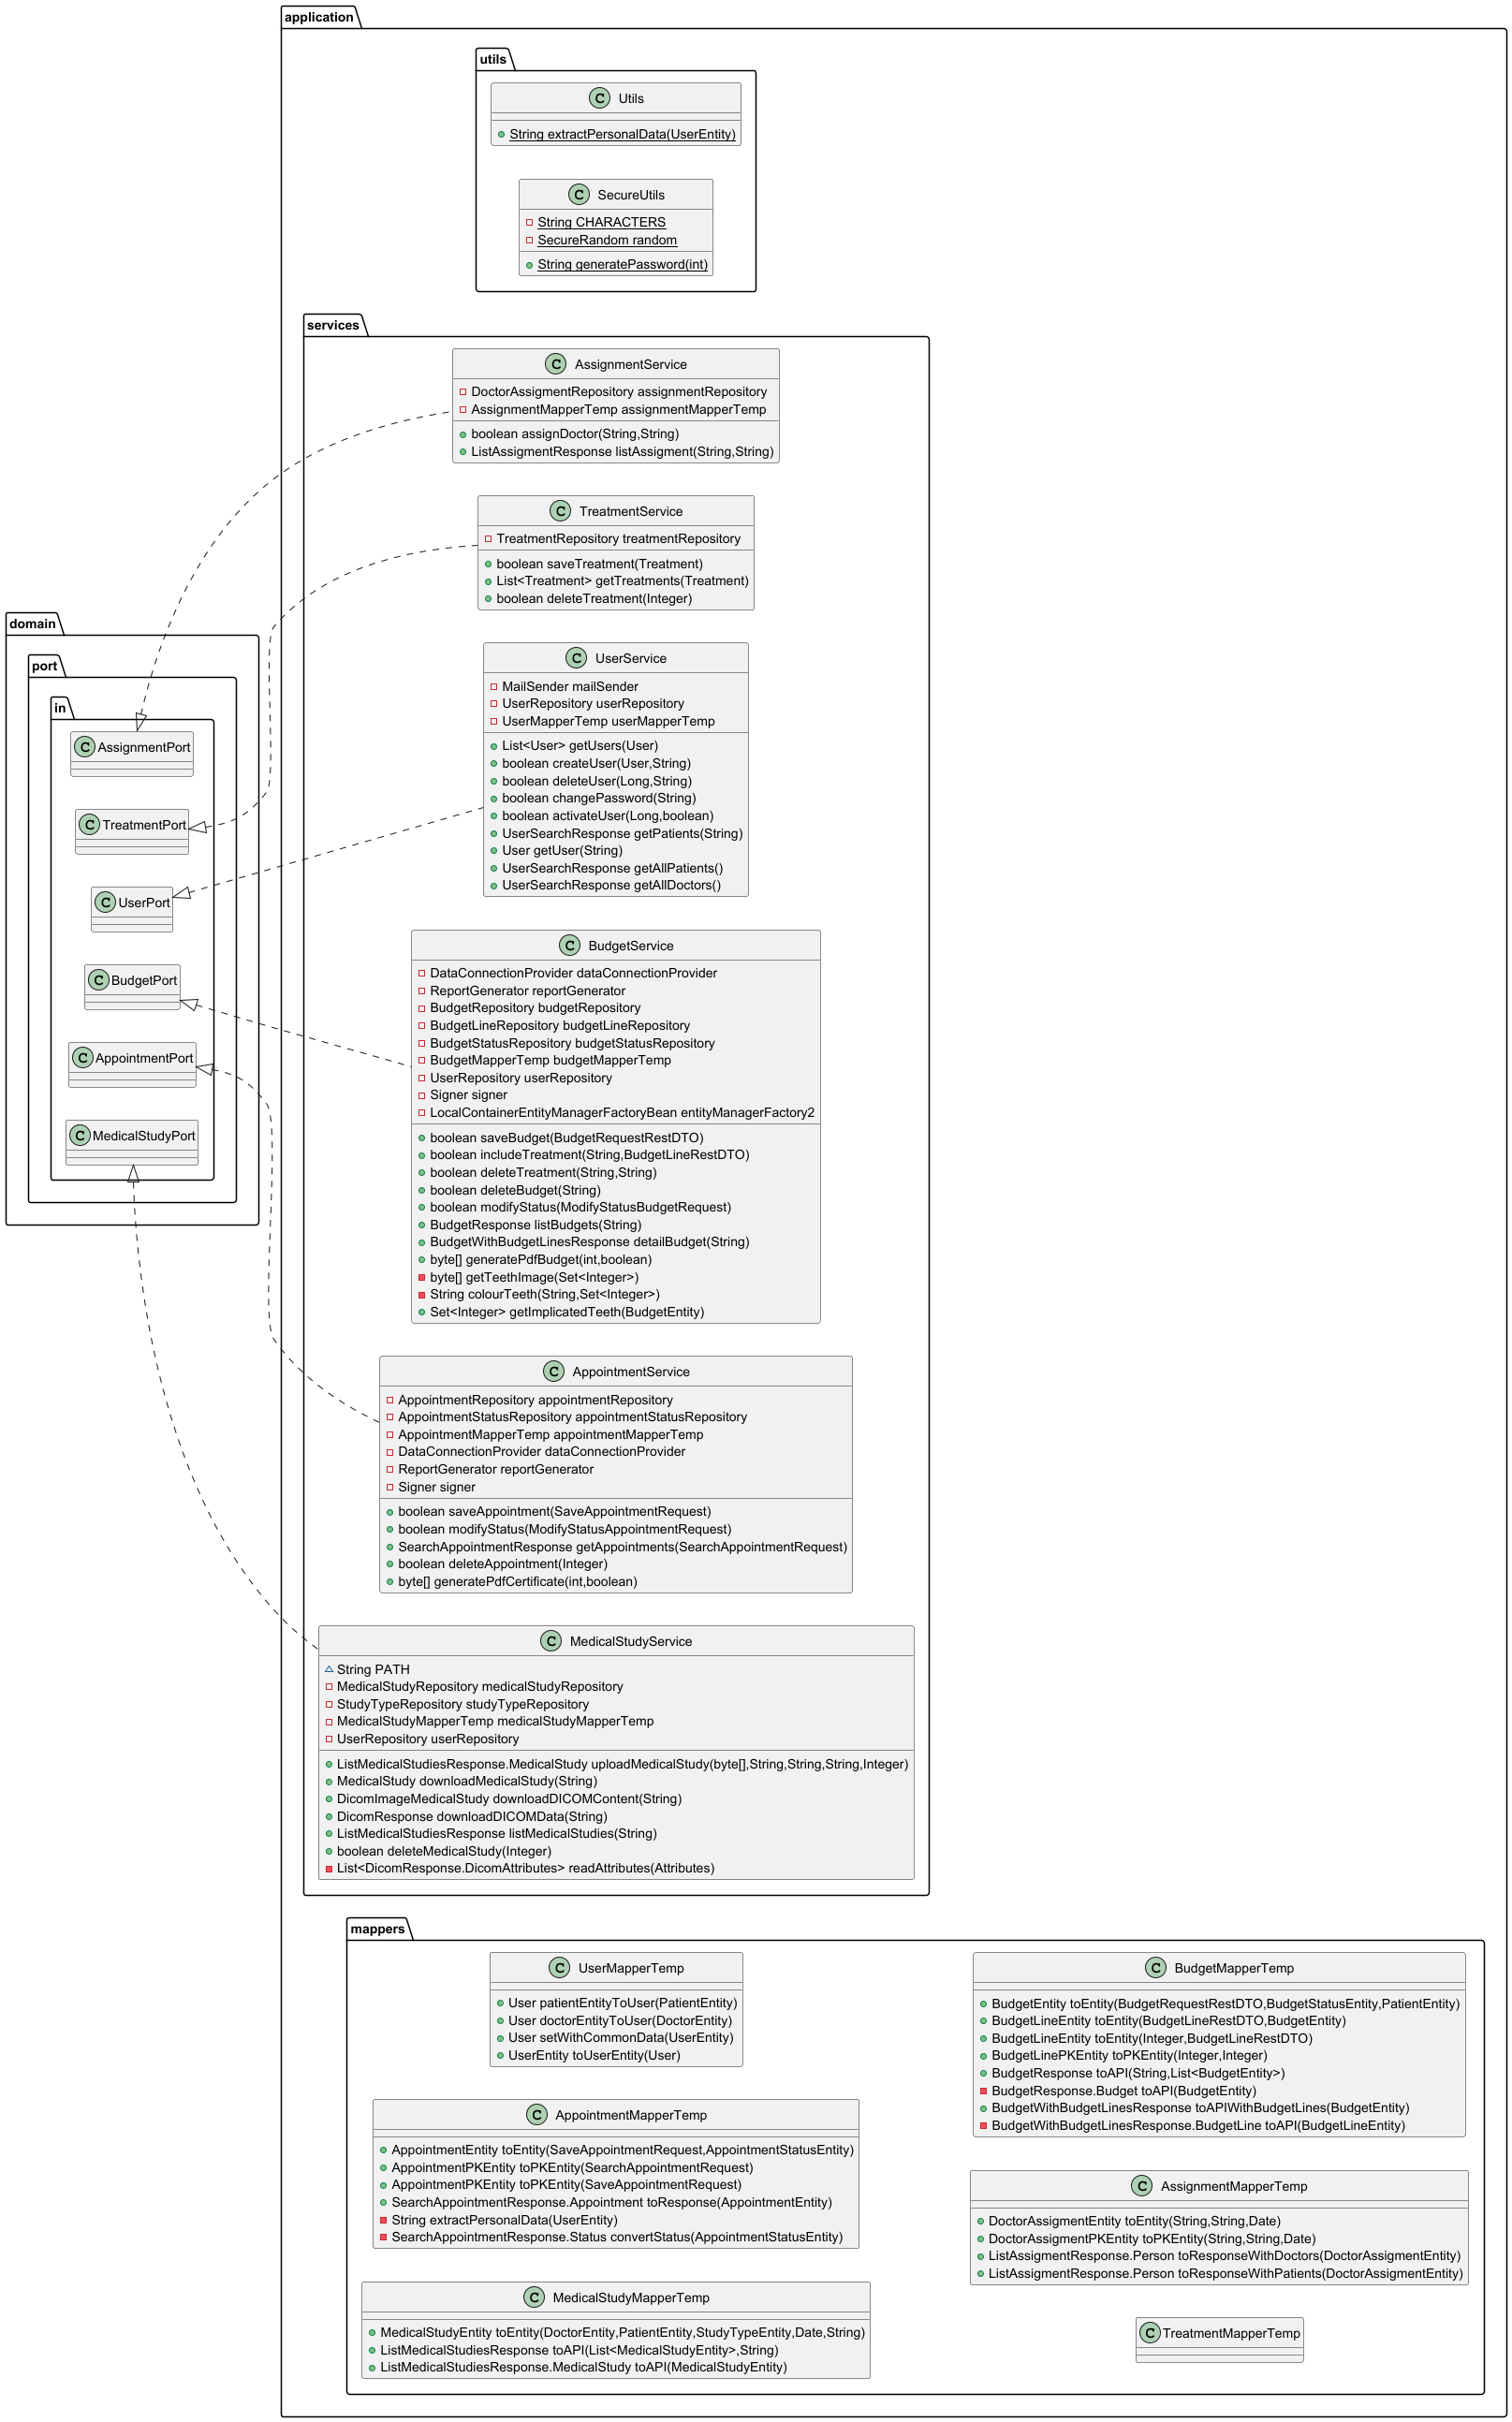 application
utils
C Utils
String extractPersonalData(UserEntity)
C SecureUtils
String CHARACTERS
SecureRandom random
String generatePassword(int)
services
C AssignmentService
DoctorAssigmentRepository assignmentRepository
AssignmentMapperTemp assignmentMapperTemp
boolean assignDoctor(String,String)
ListAssigmentResponse listAssigment(String,String)
C TreatmentService
TreatmentRepository treatmentRepository
boolean saveTreatment(Treatment)
List<Treatment> getTreatments(Treatment)
boolean deleteTreatment(Integer)
C UserService
MailSender mailSender
UserRepository userRepository
UserMapperTemp userMapperTemp
List<User> getUsers(User)
boolean createUser(User,String)
boolean deleteUser(Long,String)
boolean changePassword(String)
boolean activateUser(Long,boolean)
UserSearchResponse getPatients(String)
User getUser(String)
UserSearchResponse getAllPatients()
UserSearchResponse getAllDoctors()
domain
port
in
C AssignmentPort
C TreatmentPort
C UserPort
C BudgetPort
C AppointmentPort
C MedicalStudyPort
C BudgetService
DataConnectionProvider dataConnectionProvider
ReportGenerator reportGenerator
BudgetRepository budgetRepository
BudgetLineRepository budgetLineRepository
BudgetStatusRepository budgetStatusRepository
BudgetMapperTemp budgetMapperTemp
UserRepository userRepository
Signer signer
LocalContainerEntityManagerFactoryBean entityManagerFactory2
boolean saveBudget(BudgetRequestRestDTO)
boolean includeTreatment(String,BudgetLineRestDTO)
boolean deleteTreatment(String,String)
boolean deleteBudget(String)
boolean modifyStatus(ModifyStatusBudgetRequest)
BudgetResponse listBudgets(String)
BudgetWithBudgetLinesResponse detailBudget(String)
byte[] generatePdfBudget(int,boolean)
byte[] getTeethImage(Set<Integer>)
String colourTeeth(String,Set<Integer>)
Set<Integer> getImplicatedTeeth(BudgetEntity)
C AppointmentService
AppointmentRepository appointmentRepository
AppointmentStatusRepository appointmentStatusRepository
AppointmentMapperTemp appointmentMapperTemp
DataConnectionProvider dataConnectionProvider
ReportGenerator reportGenerator
Signer signer
boolean saveAppointment(SaveAppointmentRequest)
boolean modifyStatus(ModifyStatusAppointmentRequest)
SearchAppointmentResponse getAppointments(SearchAppointmentRequest)
boolean deleteAppointment(Integer)
byte[] generatePdfCertificate(int,boolean)
C MedicalStudyService
String PATH
MedicalStudyRepository medicalStudyRepository
StudyTypeRepository studyTypeRepository
MedicalStudyMapperTemp medicalStudyMapperTemp
UserRepository userRepository
ListMedicalStudiesResponse.MedicalStudy uploadMedicalStudy(byte[],String,String,String,Integer)
MedicalStudy downloadMedicalStudy(String)
DicomImageMedicalStudy downloadDICOMContent(String)
DicomResponse downloadDICOMData(String)
ListMedicalStudiesResponse listMedicalStudies(String)
boolean deleteMedicalStudy(Integer)
List<DicomResponse.DicomAttributes> readAttributes(Attributes)
mappers
C UserMapperTemp
User patientEntityToUser(PatientEntity)
User doctorEntityToUser(DoctorEntity)
User setWithCommonData(UserEntity)
UserEntity toUserEntity(User)
C AppointmentMapperTemp
AppointmentEntity toEntity(SaveAppointmentRequest,AppointmentStatusEntity)
AppointmentPKEntity toPKEntity(SearchAppointmentRequest)
AppointmentPKEntity toPKEntity(SaveAppointmentRequest)
SearchAppointmentResponse.Appointment toResponse(AppointmentEntity)
String extractPersonalData(UserEntity)
SearchAppointmentResponse.Status convertStatus(AppointmentStatusEntity)
C MedicalStudyMapperTemp
MedicalStudyEntity toEntity(DoctorEntity,PatientEntity,StudyTypeEntity,Date,String)
ListMedicalStudiesResponse toAPI(List<MedicalStudyEntity>,String)
ListMedicalStudiesResponse.MedicalStudy toAPI(MedicalStudyEntity)
C BudgetMapperTemp
BudgetEntity toEntity(BudgetRequestRestDTO,BudgetStatusEntity,PatientEntity)
BudgetLineEntity toEntity(BudgetLineRestDTO,BudgetEntity)
BudgetLineEntity toEntity(Integer,BudgetLineRestDTO)
BudgetLinePKEntity toPKEntity(Integer,Integer)
BudgetResponse toAPI(String,List<BudgetEntity>)
BudgetResponse.Budget toAPI(BudgetEntity)
BudgetWithBudgetLinesResponse toAPIWithBudgetLines(BudgetEntity)
BudgetWithBudgetLinesResponse.BudgetLine toAPI(BudgetLineEntity)
C AssignmentMapperTemp
DoctorAssigmentEntity toEntity(String,String,Date)
DoctorAssigmentPKEntity toPKEntity(String,String,Date)
ListAssigmentResponse.Person toResponseWithDoctors(DoctorAssigmentEntity)
ListAssigmentResponse.Person toResponseWithPatients(DoctorAssigmentEntity)
C TreatmentMapperTemp